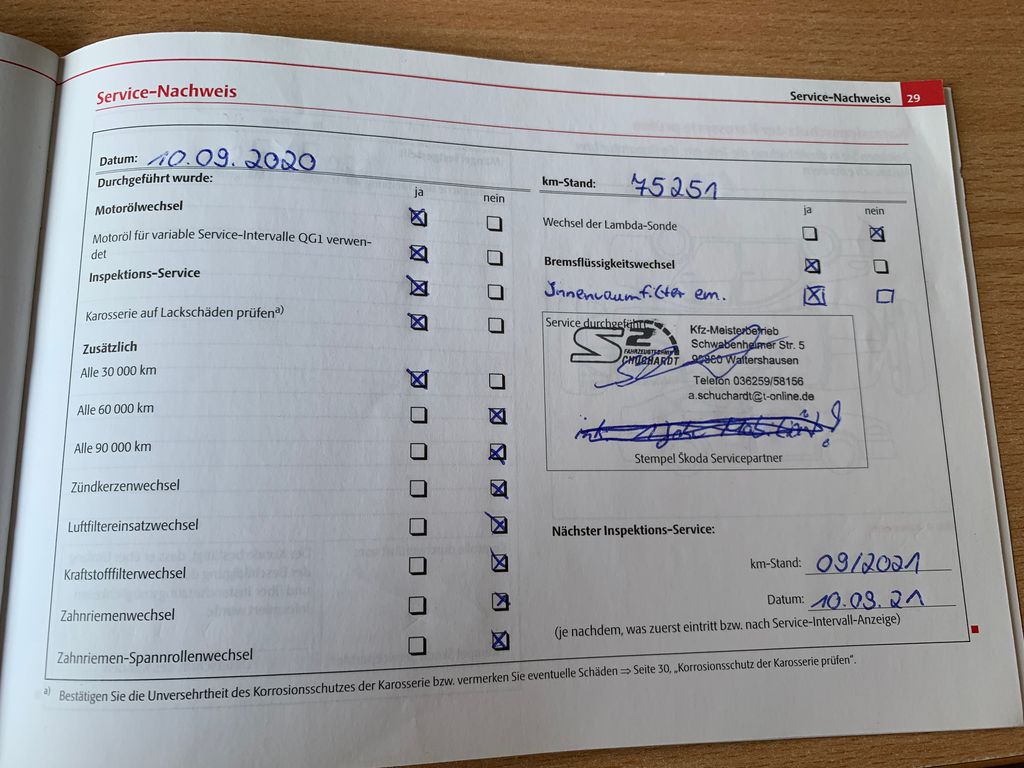 Service-Nachweis
Service-Nachweise 29
Datum: 10.09.2020
Durchgeführt wurde:
ja nein
Motorölwechsel
Motoröl für variable Service-Intervalle QG1 verwen-
det
Inspektions-Service
Karosserie auf Lackschäden prüfen a)
Zusätzlich
Alle 30 000 km
Alle 60 000 km
Alle 90 000 km
Zündkerzenwechsel
Luftfiltereinsatzwechsel
Kraftstofffilterwechsel
Zahnriemenwechsel
Zahnriemen-Spannrollenwechsel
km-Stand: 75251
ja nein
Wechsel der Lambda-Sonde
Bremsflüssigkeitswechsel
Innenraumfilter ern.
Service durchgeführt
FAHRZEUGTECHNIK
SCHUCHARDT
Kfz-Meisterbetrieb
Schwabenheimer Str. 5
Waltershausen
Telefon 036259/58156
a.schuchardt@t-online.de
Stempel Škoda Servicepartner
Nächster Inspektions-Service:
km-Stand: 09/2021
Datum: 10.09.21
(je nachdem, was zuerst eintritt bzw. nach Service-Intervall-Anzeige)
a) Bestätigen Sie die Unversehrtheit des Korrosionsschutzes der Karosserie bzw. vermerken Sie eventuelle Schäden ⇒ Seite 30, „Korrosionsschutz der Karosserie prüfen“.